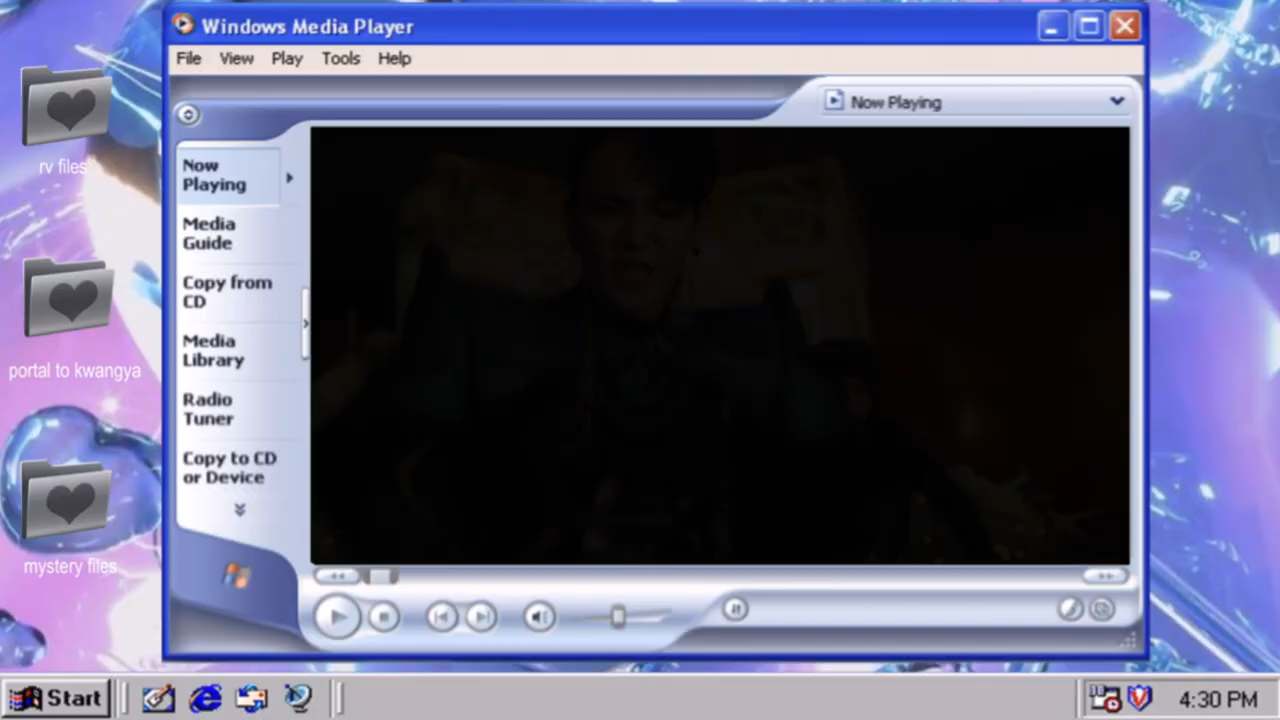 Windows Media Player
File View Play Tools Help
Now Playing
Now
Playing
Media
Guide
Copy from
CD
Media
Library
Radio
Tuner
Copy to CD
or Device
rv files
portal to kwangya
mystery files
Start
4:30 PM